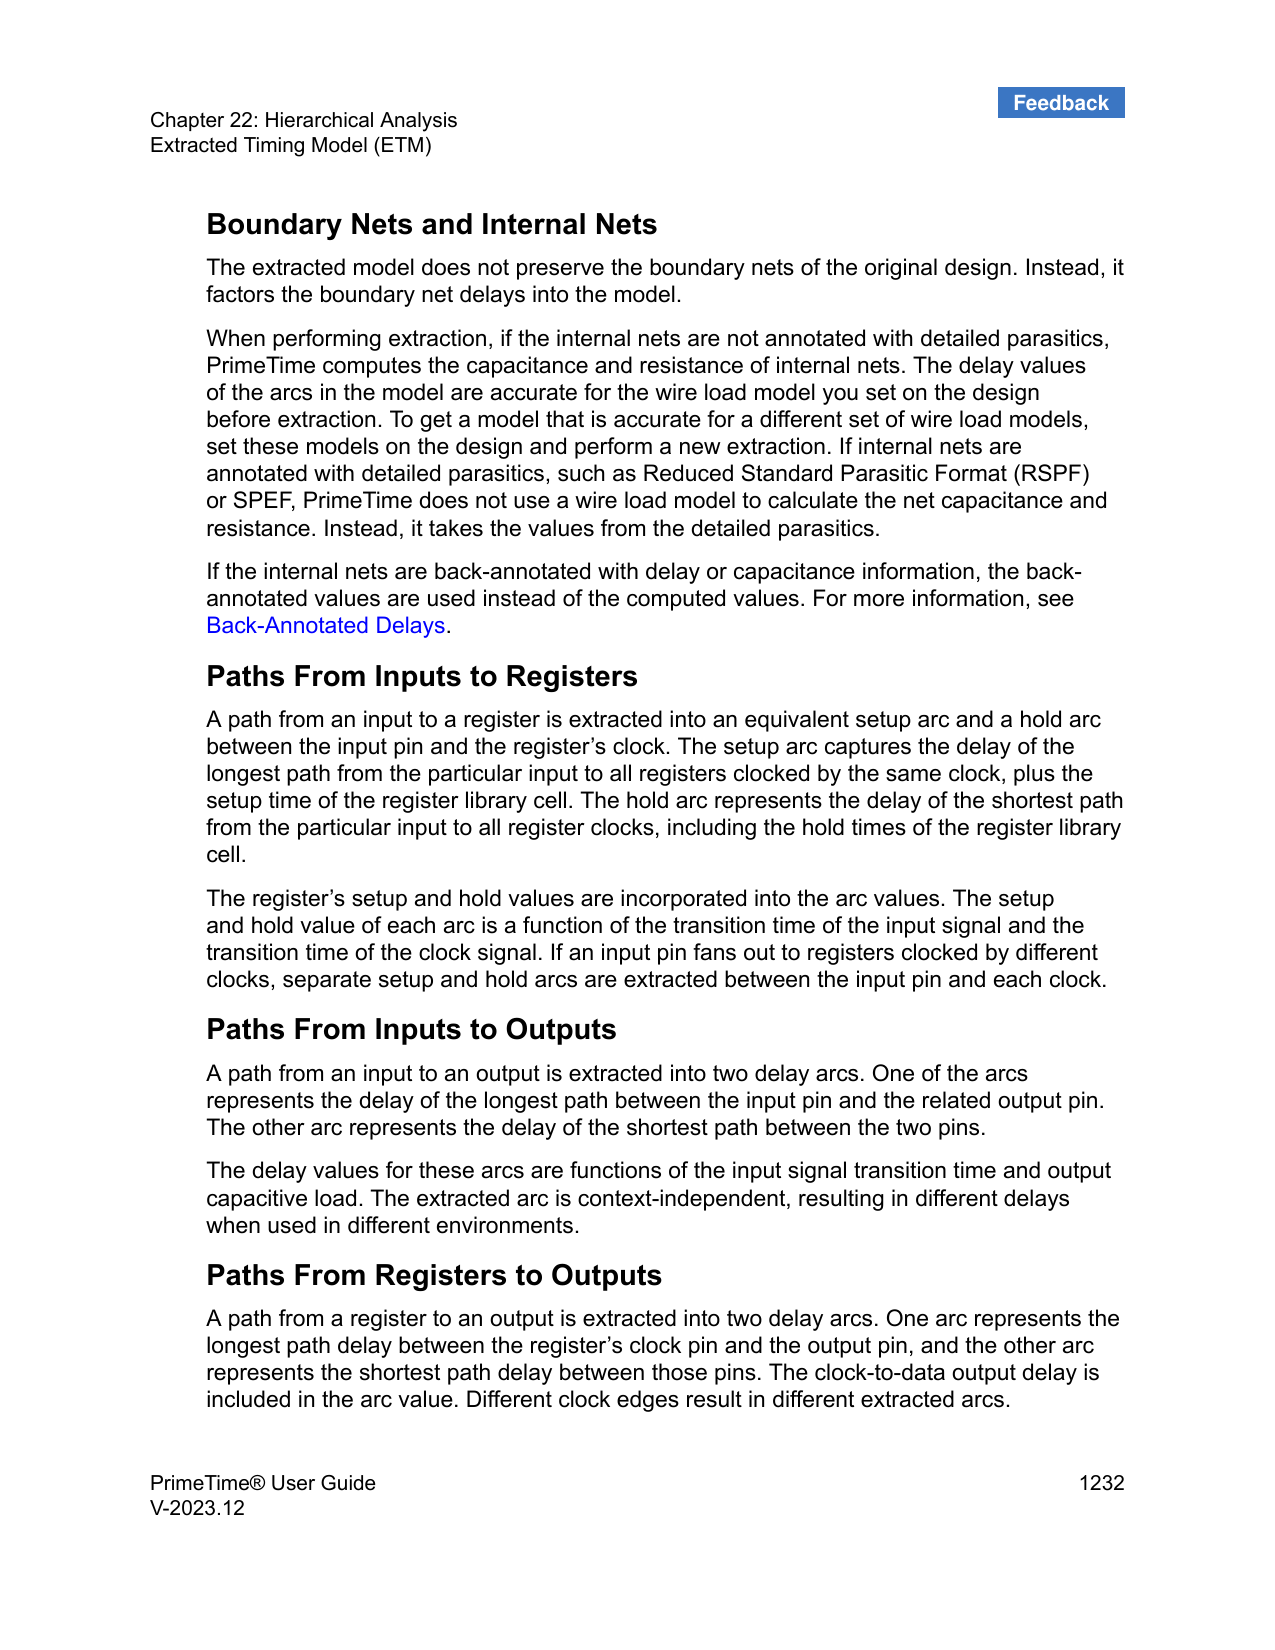 Feedback
Chapter 22: Hierarchical Analysis
Extracted Timing Model (ETM)
Boundary Nets and Internal Nets
The extracted model does not preserve the boundary nets of the original design. Instead, it
factors the boundary net delays into the model.
When performing extraction, if the internal nets are not annotated with detailed parasitics,
PrimeTime computes the capacitance and resistance of internal nets. The delay values
of the arcs in the model are accurate for the wire load model you set on the design
before extraction. To get a model that is accurate for a different set of wire load models,
set these models on the design and perform a new extraction. If internal nets are
annotated with detailed parasitics, such as Reduced Standard Parasitic Format (RSPF)
or SPEF, PrimeTime does not use a wire load model to calculate the net capacitance and
resistance. Instead, it takes the values from the detailed parasitics.
If the internal nets are back-annotated with delay or capacitance information, the back-
annotated values are used instead of the computed values. For more information, see
Back-Annotated Delays.
Paths From Inputs to Registers
A path from an input to a register is extracted into an equivalent setup arc and a hold arc
between the input pin and the register’s clock. The setup arc captures the delay of the
longest path from the particular input to all registers clocked by the same clock, plus the
setup time of the register library cell. The hold arc represents the delay of the shortest path
from the particular input to all register clocks, including the hold times of the register library
cell.
The register’s setup and hold values are incorporated into the arc values. The setup
and hold value of each arc is a function of the transition time of the input signal and the
transition time of the clock signal. If an input pin fans out to registers clocked by different
clocks, separate setup and hold arcs are extracted between the input pin and each clock.
Paths From Inputs to Outputs
A path from an input to an output is extracted into two delay arcs. One of the arcs
represents the delay of the longest path between the input pin and the related output pin.
The other arc represents the delay of the shortest path between the two pins.
The delay values for these arcs are functions of the input signal transition time and output
capacitive load. The extracted arc is context-independent, resulting in different delays
when used in different environments.
Paths From Registers to Outputs
A path from a register to an output is extracted into two delay arcs. One arc represents the
longest path delay between the register’s clock pin and the output pin, and the other arc
represents the shortest path delay between those pins. The clock-to-data output delay is
included in the arc value. Different clock edges result in different extracted arcs.
PrimeTime® User Guide
1232
V-2023.12